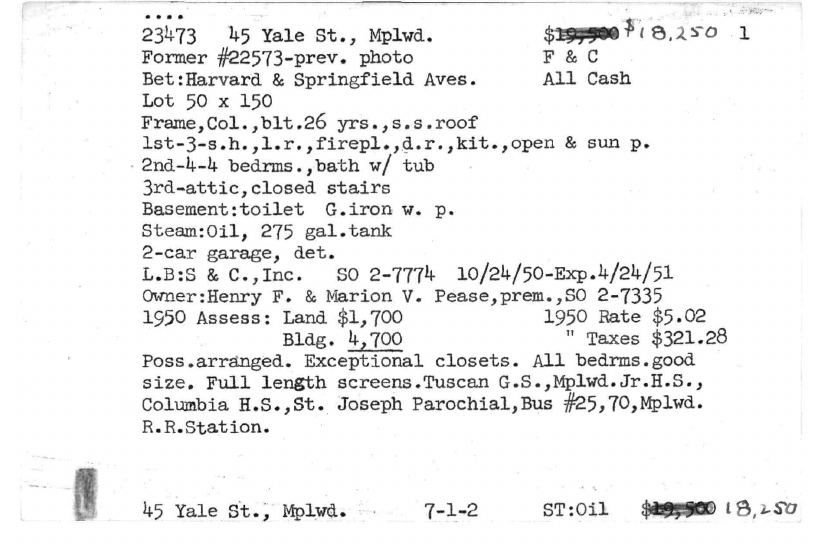 ....
23473 45 Yale St., Mplwd. $19,500 $18,250 1
Former #22573-prev. photo F & C
Bet:Harvard & Springfield Aves. All Cash
Lot 50 x 150
Frame,Col.,blt.26 yrs.,s.s.roof
1st-3-s.h.,l.r.,firepl.,d.r.,kit.,open & sun p.
2nd-4-4 bedrms.,bath w/ tub
3rd-attic,closed stairs
Basement:toilet G.iron w. p.
Steam:Oil, 275 gal.tank
2-car garage, det.
L.B:S & C.,Inc. SO 2-7774 10/24/50-Exp.4/24/51
Owner:Henry F. & Marion V. Pease,prem.,SO 2-7335
1950 Assess: Land $1,700 1950 Rate $5.02
Bldg. 4,700 " Taxes $321.28
Poss.arranged. Exceptional closets. All bedrms.good
size. Full length screens.Tuscan G.S.,Mplwd.Jr.H.S.,
Columbia H.S.,St. Joseph Parochial,Bus #25,70,Mplwd.
R.R.Station.
45 Yale St., Mplwd. 7-1-2 ST:Oil $19,500 18,250